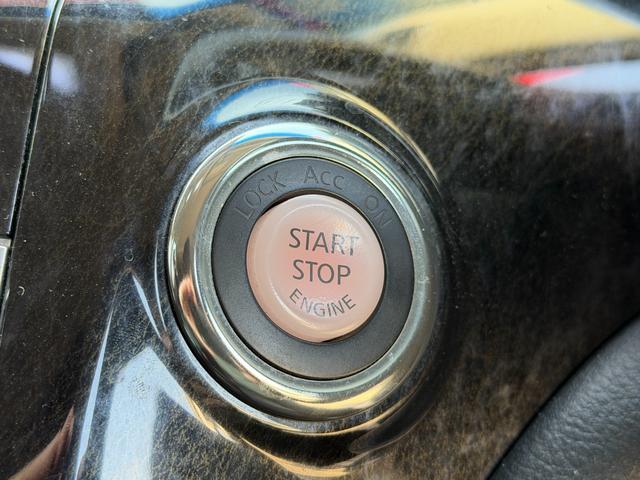 LOCK Acc ON
START
STOP
ENGINE